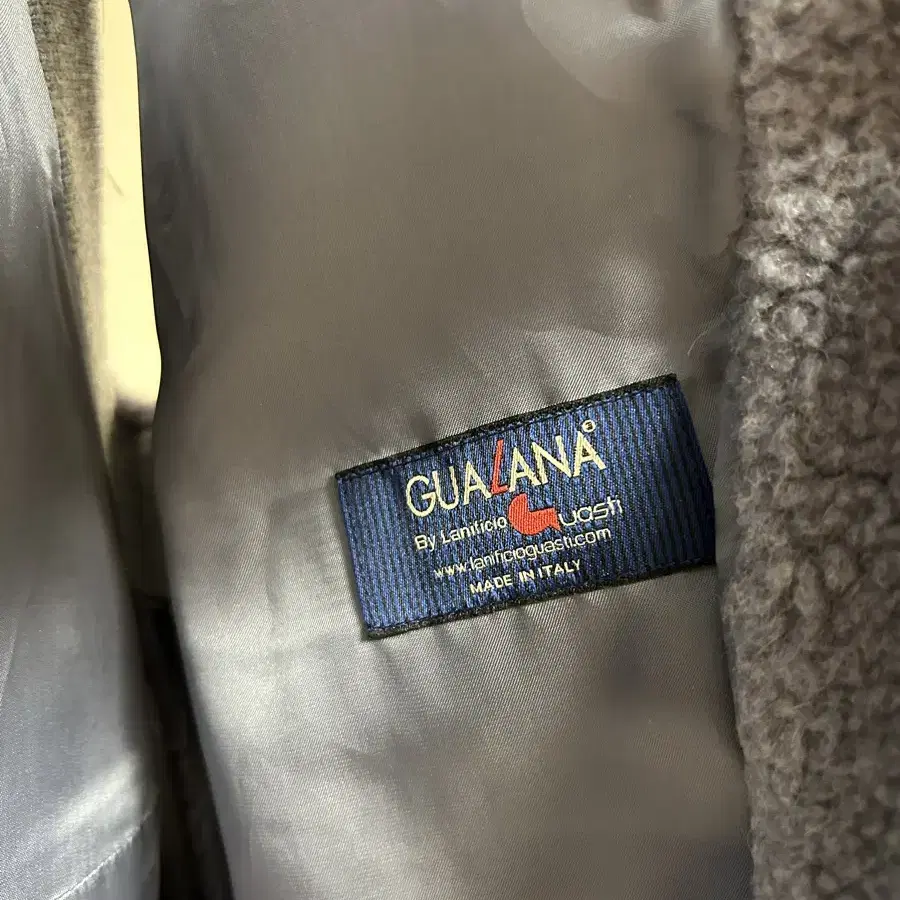 GUALANA®
By Lanificio Guasti
www.lanificioguasti.com
MADE IN ITALY